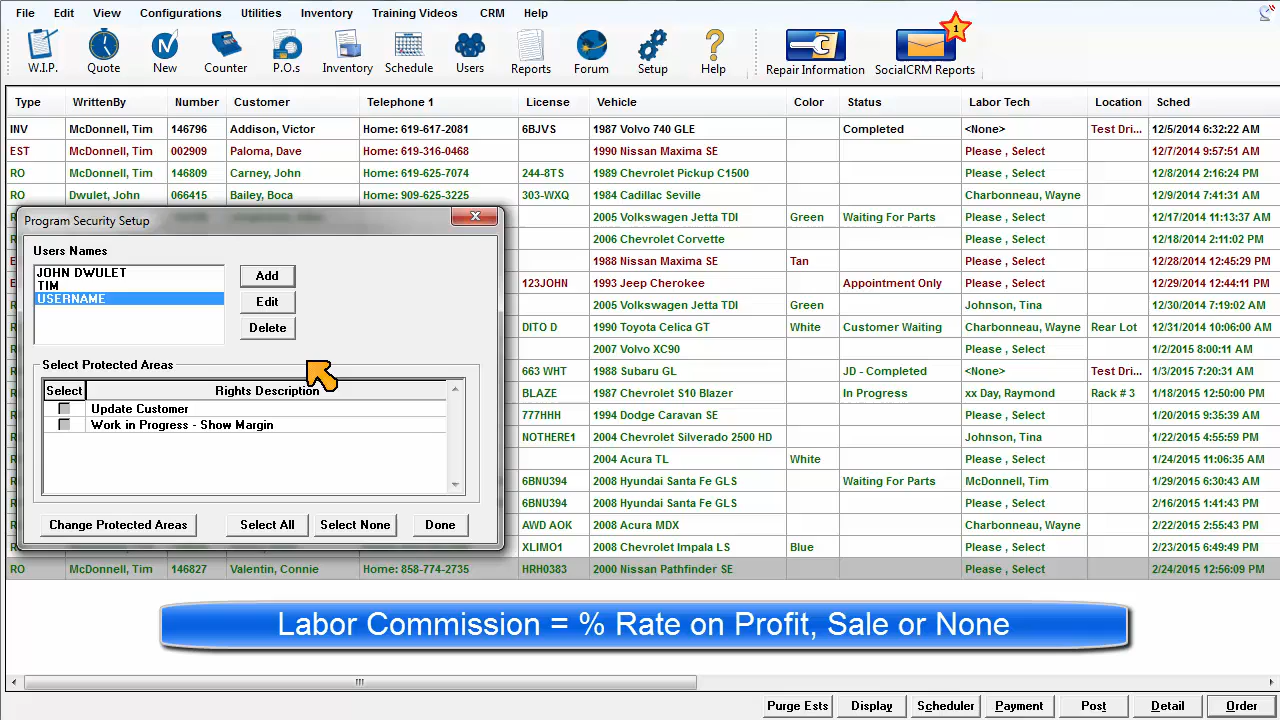 File Edit View Configurations Utilities Inventory Training Videos CRM Help
W.I.P. Quote New Counter P.Os Inventory Schedule Users Reports Forum Setup Help Repair Information SocialCRM Reports 1
Type WrittenBy Number Customer Telephone 1 License Vehicle Color Status Labor Tech Location Sched
INV McDonnell, Tim 146796 Addison, Victor Home: 619-617-2081 6BJVS 1987 Volvo 740 GLE Completed <None> Test Dri... 12/5/2014 6:32:22 AM
EST McDonnell, Tim 002909 Paloma, Dave Home: 619-316-0468 1990 Nissan Maxima SE Please , Select 12/7/2014 9:57:51 AM
RO McDonnell, Tim 146809 Carney, John Home: 619-625-7074 244-8TS 1989 Chevrolet Pickup C1500 Please , Select 12/8/2014 2:16:24 PM
RO Dwulet, John 066415 Bailey, Boca Home: 909-625-3225 303-WXQ 1984 Cadillac Seville Charbonneau, Wayne 12/9/2014 7:41:31 AM
2005 Volkswagen Jetta TDI Green Waiting For Parts Please , Select 12/17/2014 11:13:37 AM
2006 Chevrolet Corvette Please , Select 12/18/2014 2:11:02 PM
1988 Nissan Maxima SE Tan Please , Select 12/28/2014 12:45:29 PM
123JOHN 1993 Jeep Cherokee Appointment Only Please , Select 12/29/2014 12:44:11 PM
2005 Volkswagen Jetta TDI Green Johnson, Tina 12/30/2014 7:19:02 AM
DITO D 1990 Toyota Celica GT White Customer Waiting Charbonneau, Wayne Rear Lot 12/31/2014 10:06:00 AM
2007 Volvo XC90 Please , Select 1/2/2015 8:00:11 AM
663 WHT 1988 Subaru GL JD - Completed <None> Test Dri... 1/3/2015 7:20:31 AM
BLAZE 1987 Chevrolet S10 Blazer In Progress xx Day, Raymond Rack # 3 1/18/2015 12:50:00 PM
777HHH 1994 Dodge Caravan SE Please , Select 1/20/2015 9:35:39 AM
NOTHERE1 2004 Chevrolet Silverado 2500 HD Johnson, Tina 1/22/2015 4:55:59 PM
2004 Acura TL White Please , Select 1/24/2015 11:06:35 AM
6BNU394 2008 Hyundai Santa Fe GLS Waiting For Parts McDonnell, Tim 1/29/2015 6:30:43 AM
6BNU394 2008 Hyundai Santa Fe GLS Please , Select 2/16/2015 1:41:43 PM
AWD AOK 2008 Acura MDX Charbonneau, Wayne 2/22/2015 2:55:43 PM
XLIMO1 2008 Chevrolet Impala LS Blue Please , Select 2/23/2015 6:49:49 PM
RO McDonnell, Tim 146827 Valentin, Connie Home: 858-774-2735 HRH0383 2000 Nissan Pathfinder SE Please , Select 2/24/2015 12:56:09 PM
Program Security Setup
Users Names
JOHN DWULET
TIM
USERNAME
Add
Edit
Delete
Select Protected Areas
Select Rights Description
Update Customer
Work in Progress - Show Margin
Change Protected Areas Select All Select None Done
Labor Commission = % Rate on Profit, Sale or None
Purge Ests Display Scheduler Payment Post Detail Order